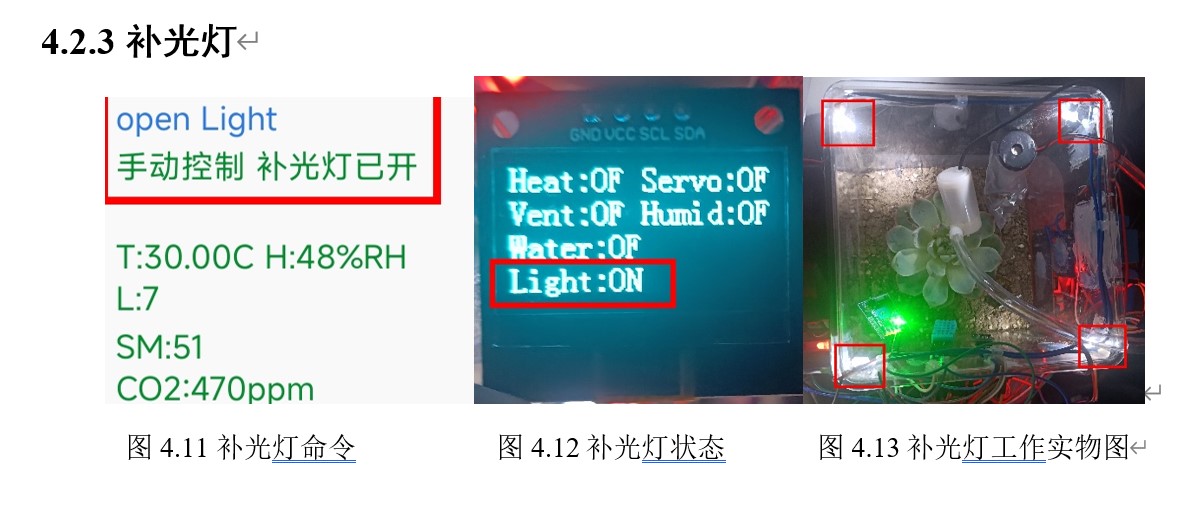 4.2.3 补光灯
open Light
手动控制 补光灯已开
T:30.00C H:48%RH
L:7
SM:51
CO2:470ppm
GND VCC SCL SDA
Heat:OF Servo:OF
Vent:OF Humid:OF
Water:OF
Light:ON
图 4.11 补光灯命令
图 4.12 补光灯状态
图 4.13 补光灯工作实物图